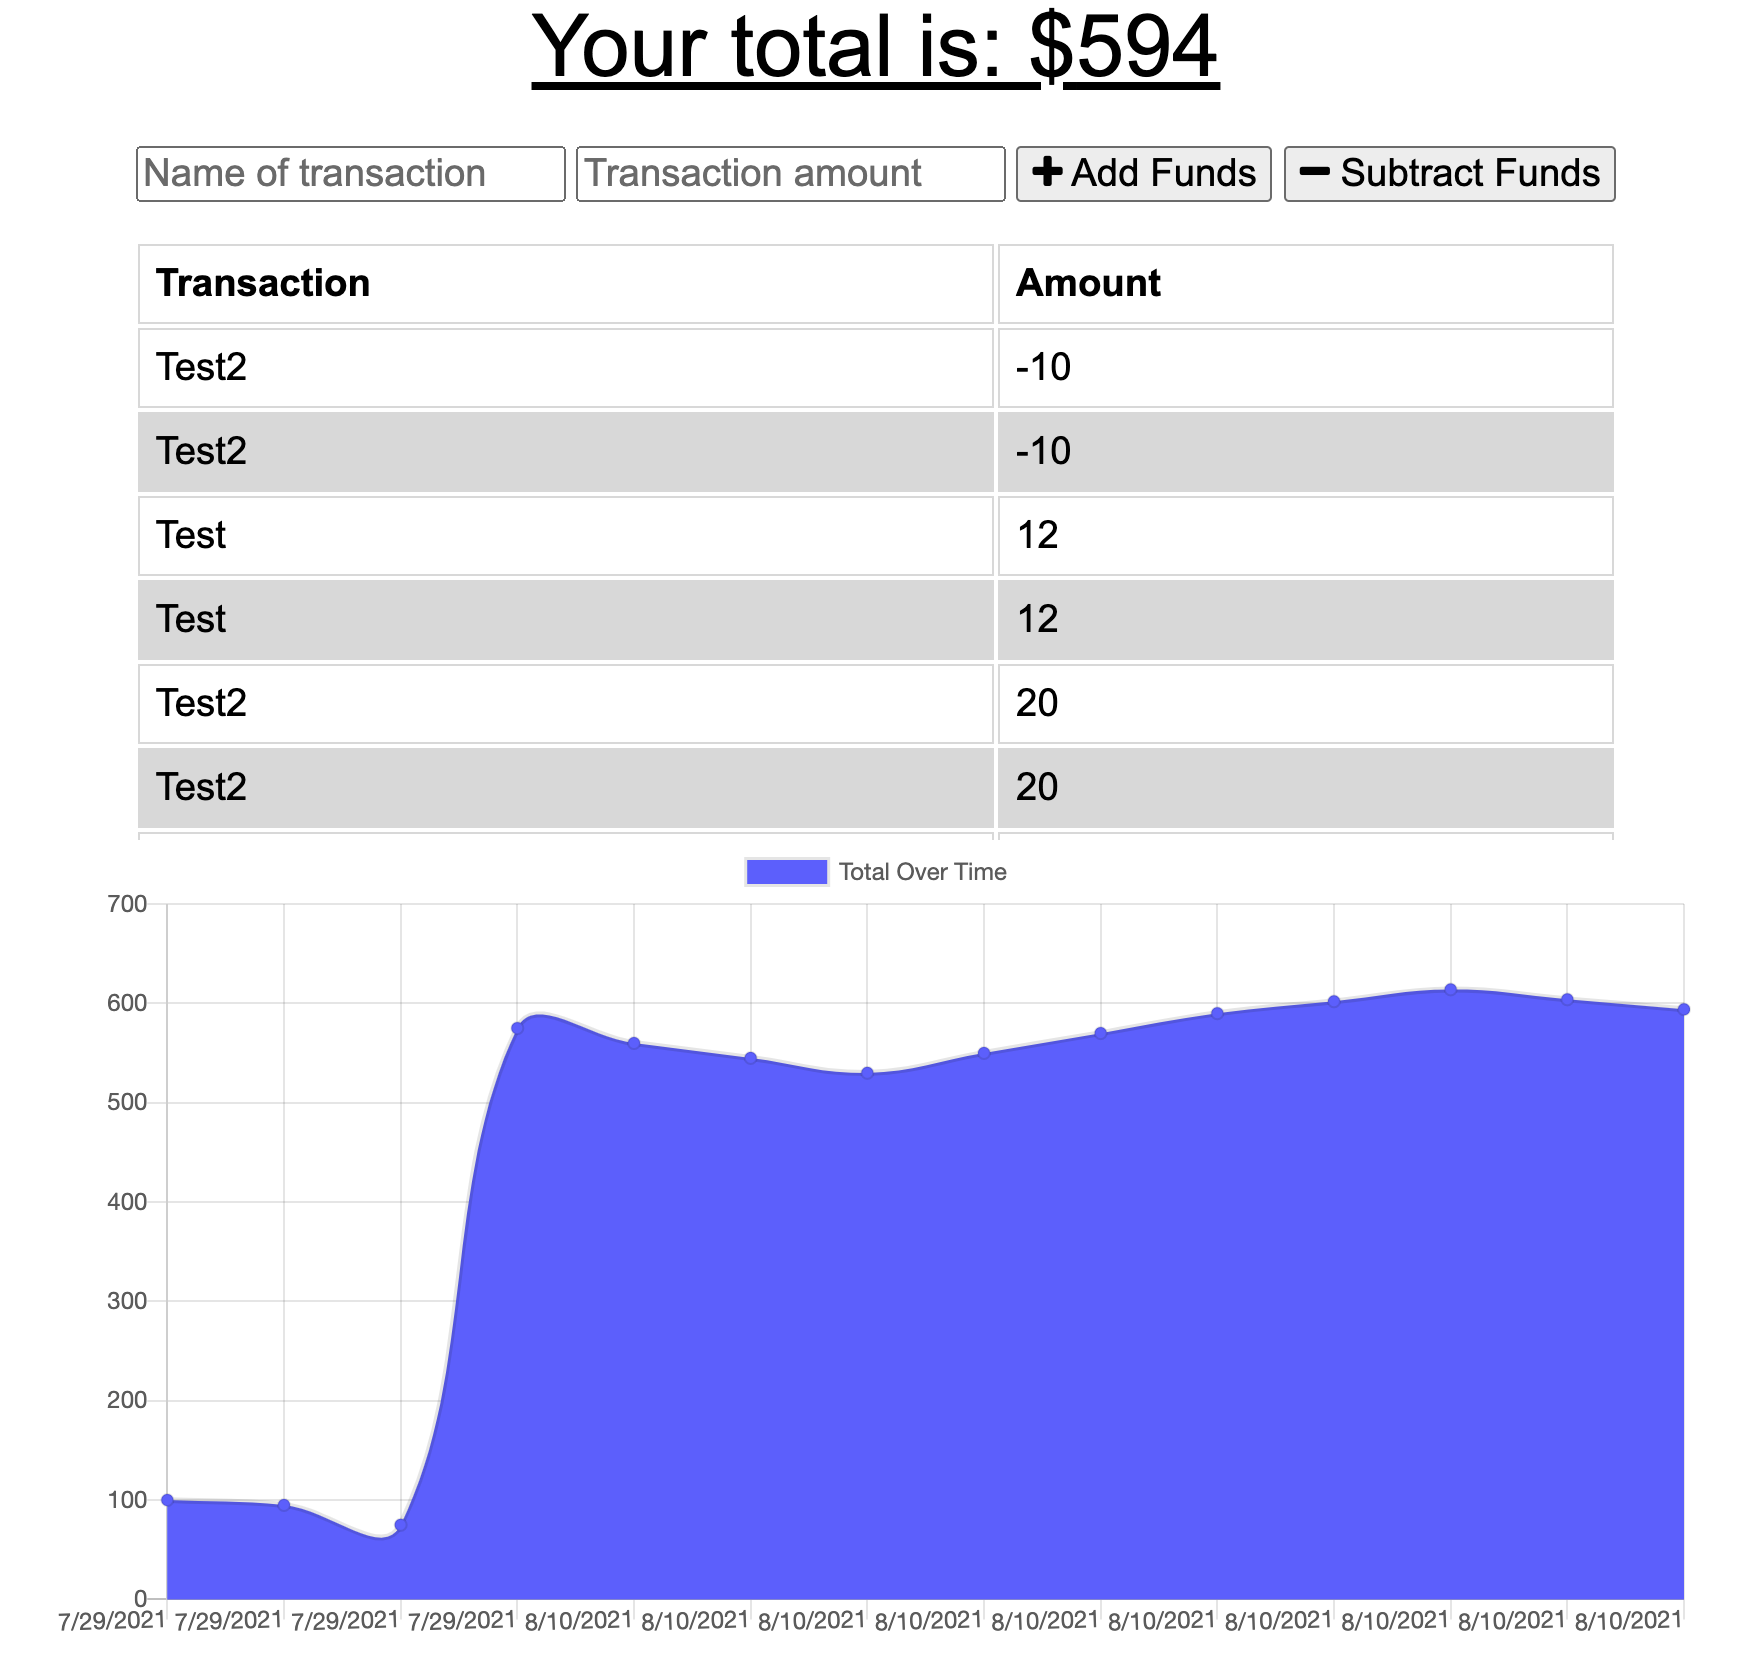 Your total is: $594
Name of transaction Transaction amount Add Funds Subtract Funds
Transaction Amount
Test2 -10
Test2 -10
Test 12
Test 12
Test2 20
Test2 20
Total Over Time
700
600
500
400
300
200
100
0
7/29/2021 7/29/2021 7/29/2021 7/29/2021 8/10/2021 8/10/2021 8/10/2021 8/10/2021 8/10/2021 8/10/2021 8/10/2021 8/10/2021 8/10/2021 8/10/2021